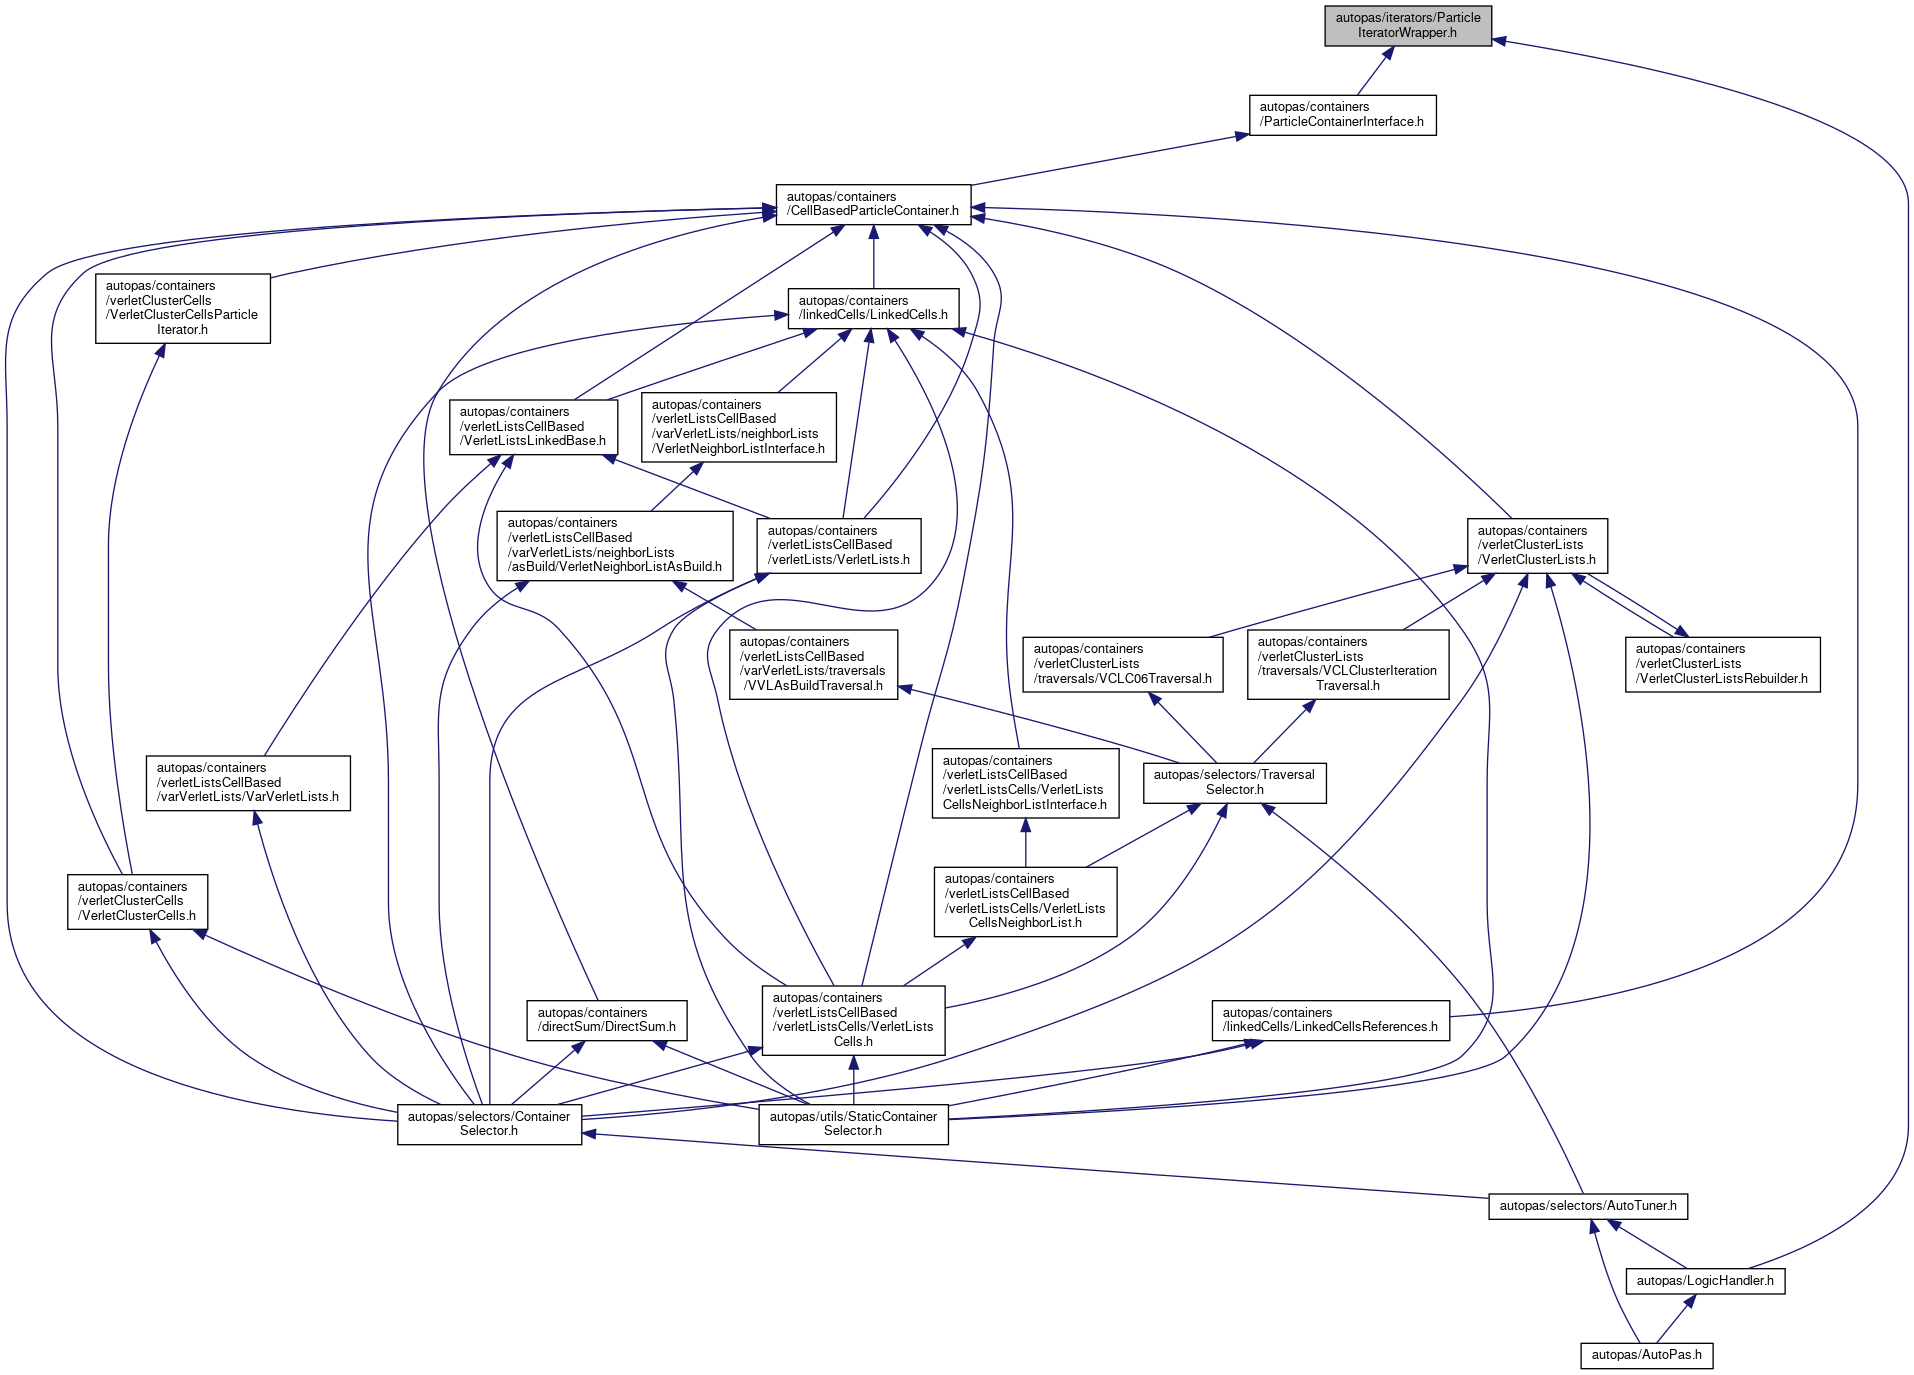 autopas/iterators/Particle
IteratorWrapper.h
autopas/containers
/ParticleContainerInterface.h
autopas/containers
/CellBasedParticleContainer.h
autopas/containers
/verletClusterCells
/VerletClusterCellsParticle
Iterator.h
autopas/containers
/linkedCells/LinkedCells.h
autopas/containers
/verletListsCellBased
/VerletListsLinkedBase.h
autopas/containers
/verletListsCellBased
/varVerletLists/neighborLists
/VerletNeighborListInterface.h
autopas/containers
/verletListsCellBased
/varVerletLists/neighborLists
/asBuild/VerletNeighborListAsBuild.h
autopas/containers
/verletListsCellBased
/verletLists/VerletLists.h
autopas/containers
/verletClusterLists
/VerletClusterLists.h
autopas/containers
/verletListsCellBased
/varVerletLists/traversals
/VVLAsBuildTraversal.h
autopas/containers
/verletClusterLists
/traversals/VCLC06Traversal.h
autopas/containers
/verletClusterLists
/traversals/VCLClusterIteration
Traversal.h
autopas/containers
/verletClusterLists
/VerletClusterListsRebuilder.h
autopas/containers
/verletListsCellBased
/varVerletLists/VarVerletLists.h
autopas/containers
/verletListsCellBased
/verletListsCells/VerletLists
CellsNeighborListInterface.h
autopas/selectors/Traversal
Selector.h
autopas/containers
/verletClusterCells
/VerletClusterCells.h
autopas/containers
/verletListsCellBased
/verletListsCells/VerletLists
CellsNeighborList.h
autopas/containers
/directSum/DirectSum.h
autopas/containers
/verletListsCellBased
/verletListsCells/VerletLists
Cells.h
autopas/containers
/linkedCells/LinkedCellsReferences.h
autopas/selectors/Container
Selector.h
autopas/utils/StaticContainer
Selector.h
autopas/selectors/AutoTuner.h
autopas/LogicHandler.h
autopas/AutoPas.h